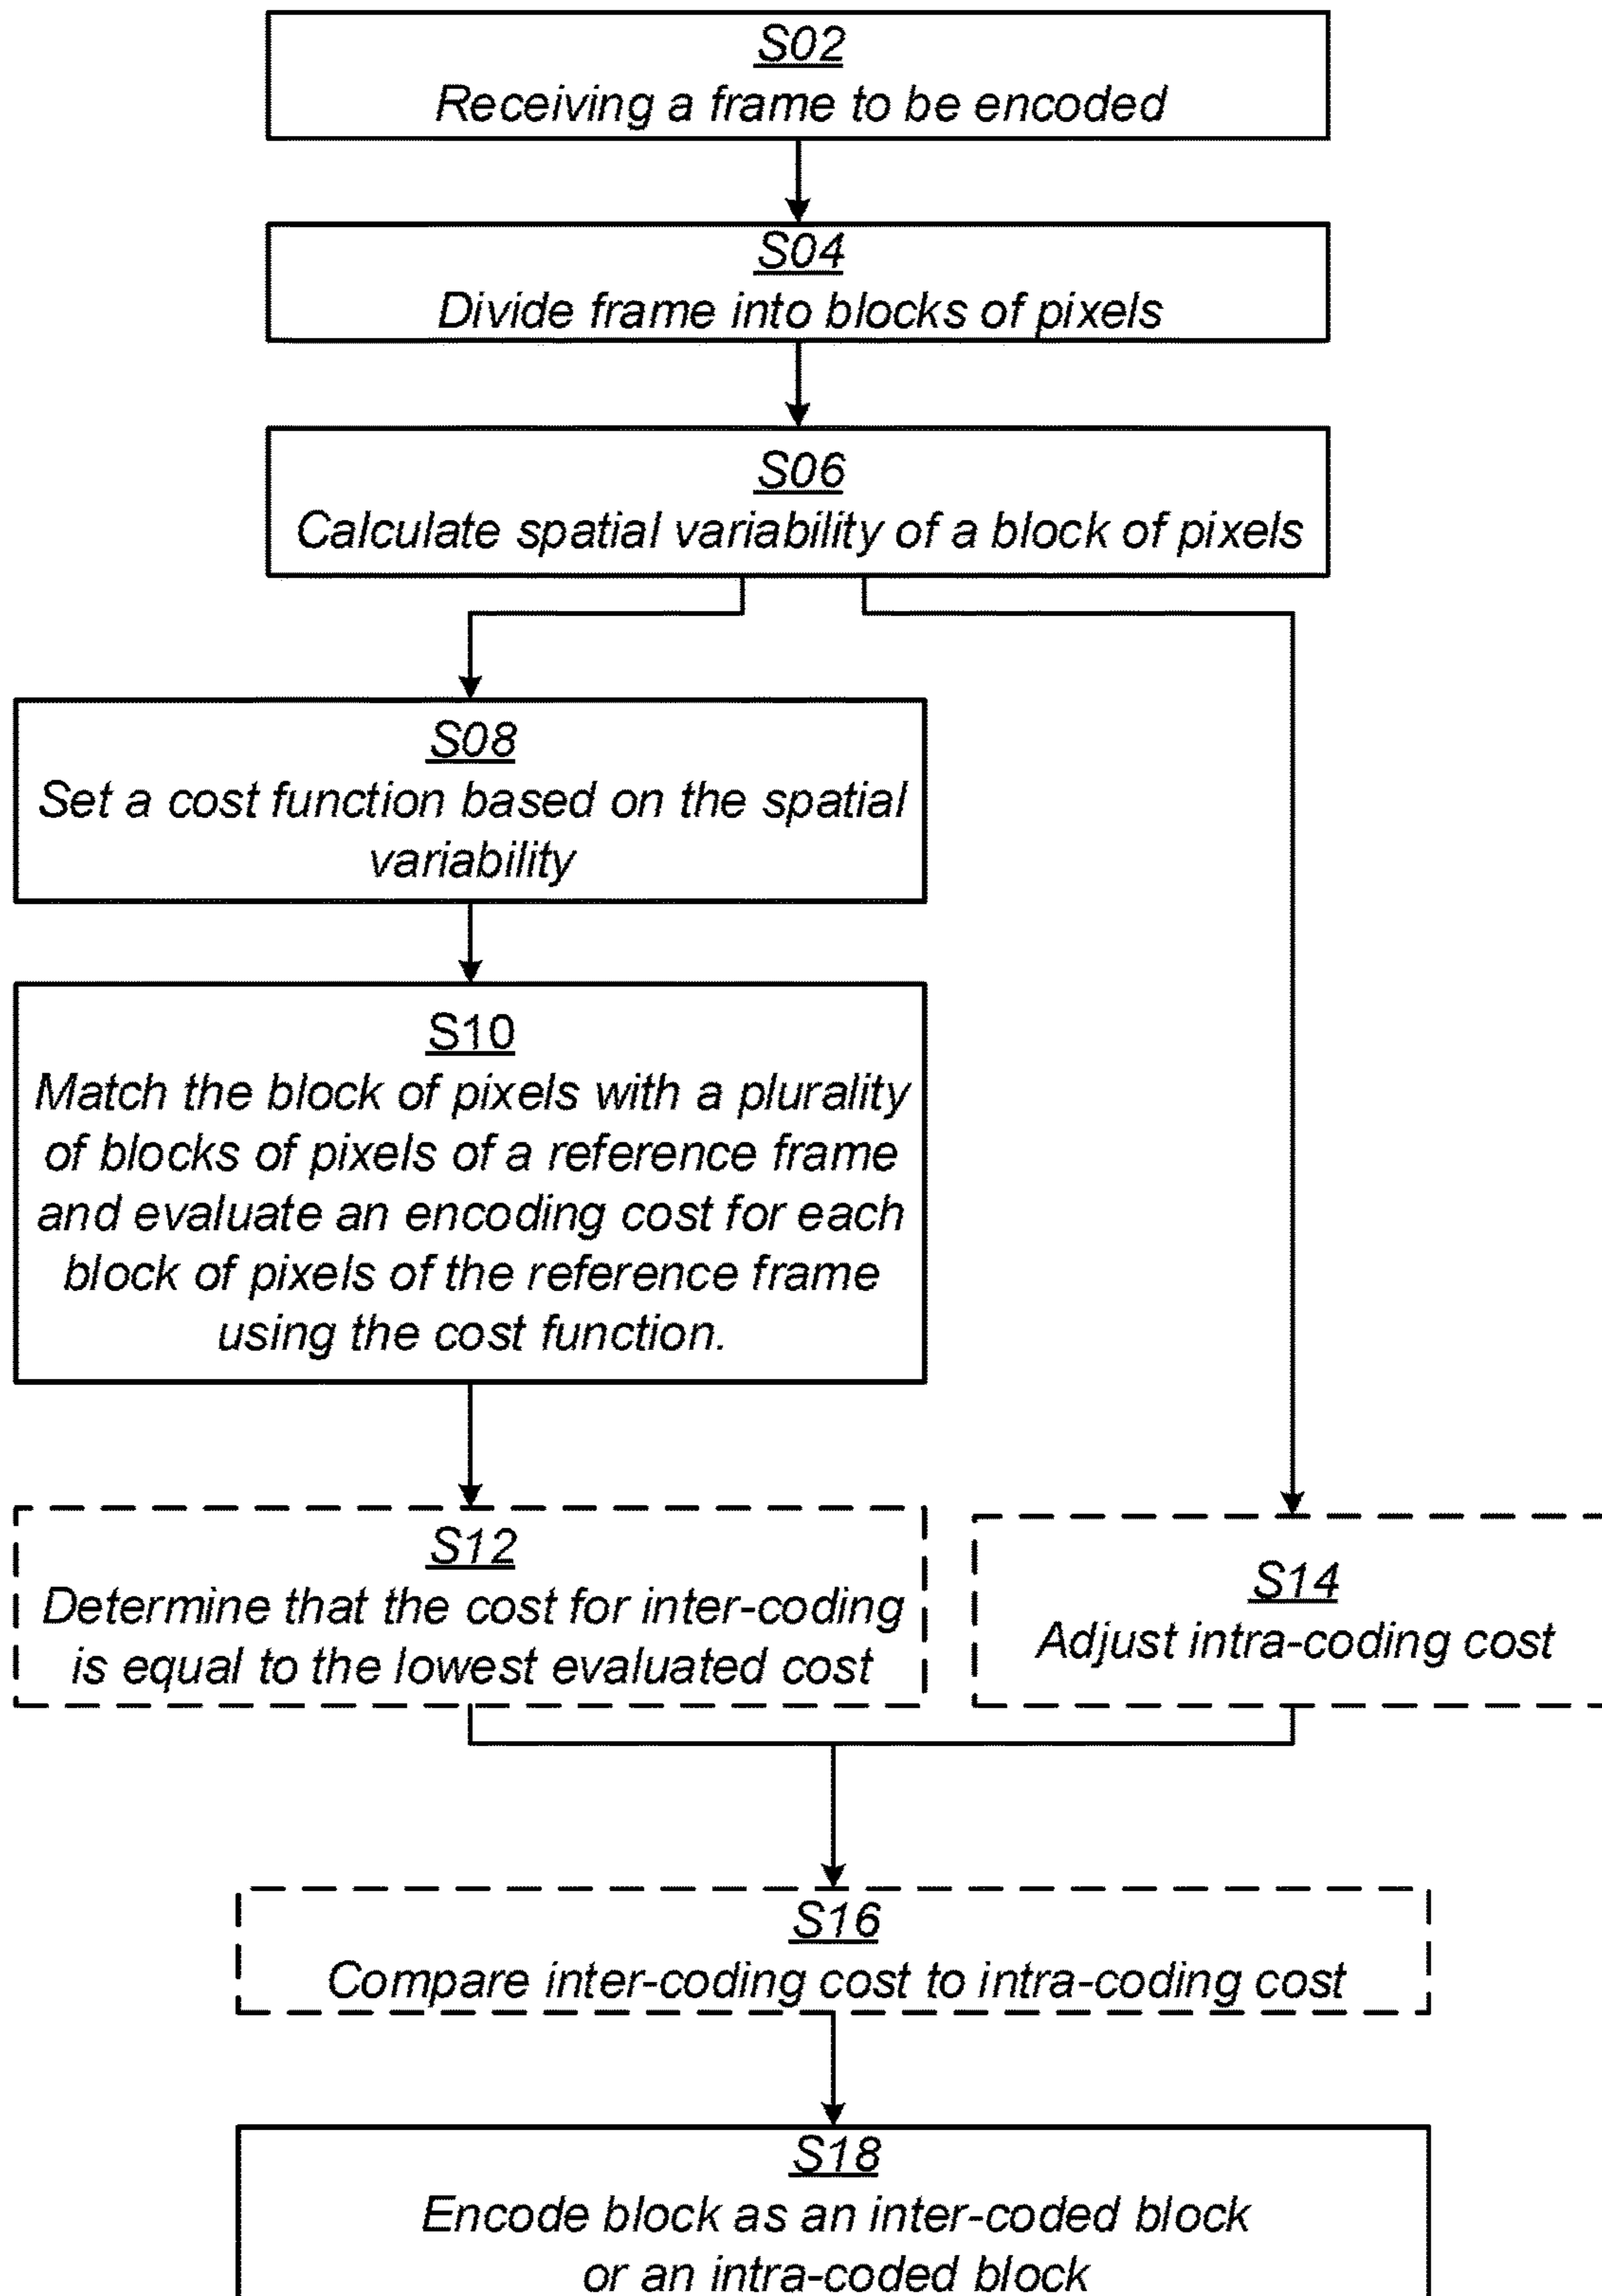 S02
Receiving a frame to be encoded
S04
Divide frame into blocks of pixels
S06
Calculate spatial variability of a block of pixels
S08
Set a cost function based on the spatial
variability
S10
Match the block of pixels with a plurality
of blocks of pixels of a reference frame
and evaluate an encoding cost for each
block of pixels of the reference frame
using the cost function.
S12
Determine that the cost for inter-coding
is equal to the lowest evaluated cost
S14
Adjust intra-coding cost
S16
Compare inter-coding cost to intra-coding cost
S18
Encode block as an inter-coded block
or an intra-coded block